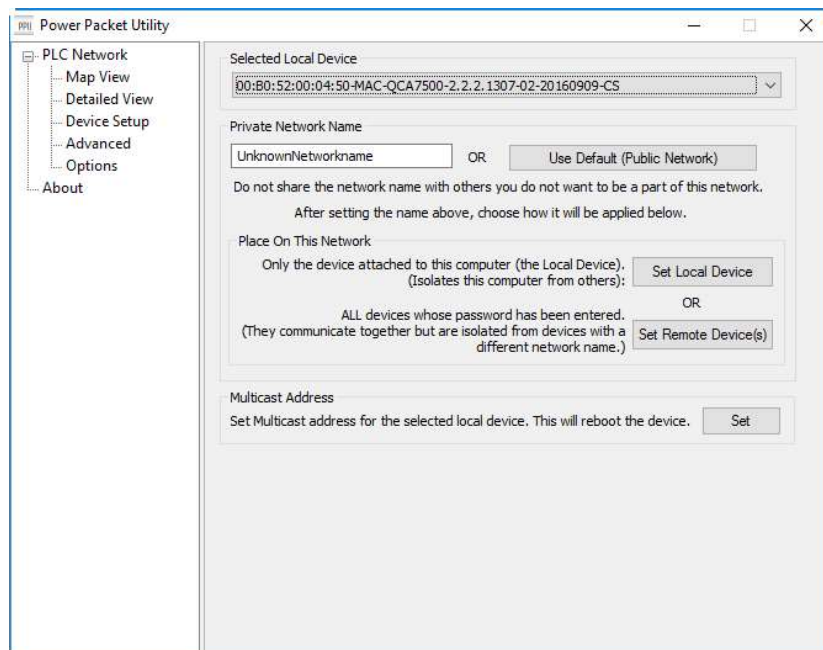 PPU Power Packet Utility
PLC Network
Map View
Detailed View
Device Setup
Advanced
Options
About
Selected Local Device
00:B0:52:00:04:50-MAC-QCA7500-2.2.2.1307-02-20160909-CS
Private Network Name
UnknownNetworkname OR Use Default (Public Network)
Do not share the network name with others you do not want to be a part of this network.
After setting the name above, choose how it will be applied below.
Place On This Network
Only the device attached to this computer (the Local Device).
(Isolates this computer from others):
Set Local Device
OR
ALL devices whose password has been entered.
(They communicate together but are isolated from devices with a
different network name.)
Set Remote Device(s)
Multicast Address
Set Multicast address for the selected local device. This will reboot the device. Set